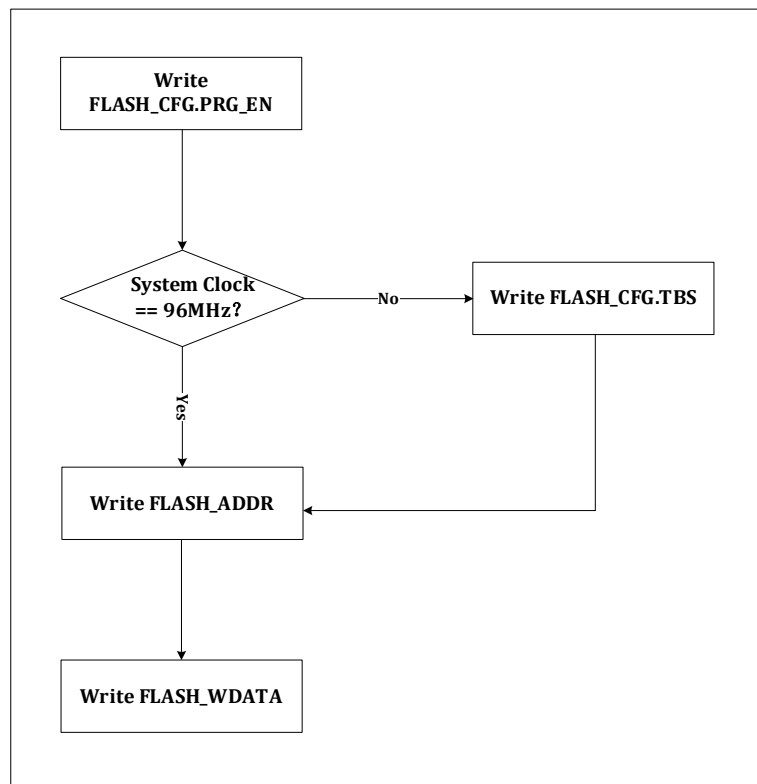 Write
FLASH_CFG.PRG_EN
System Clock
== 96MHz?
No
Write FLASH_CFG.TBS
Yes
Write FLASH_ADDR
Write FLASH_WDATA